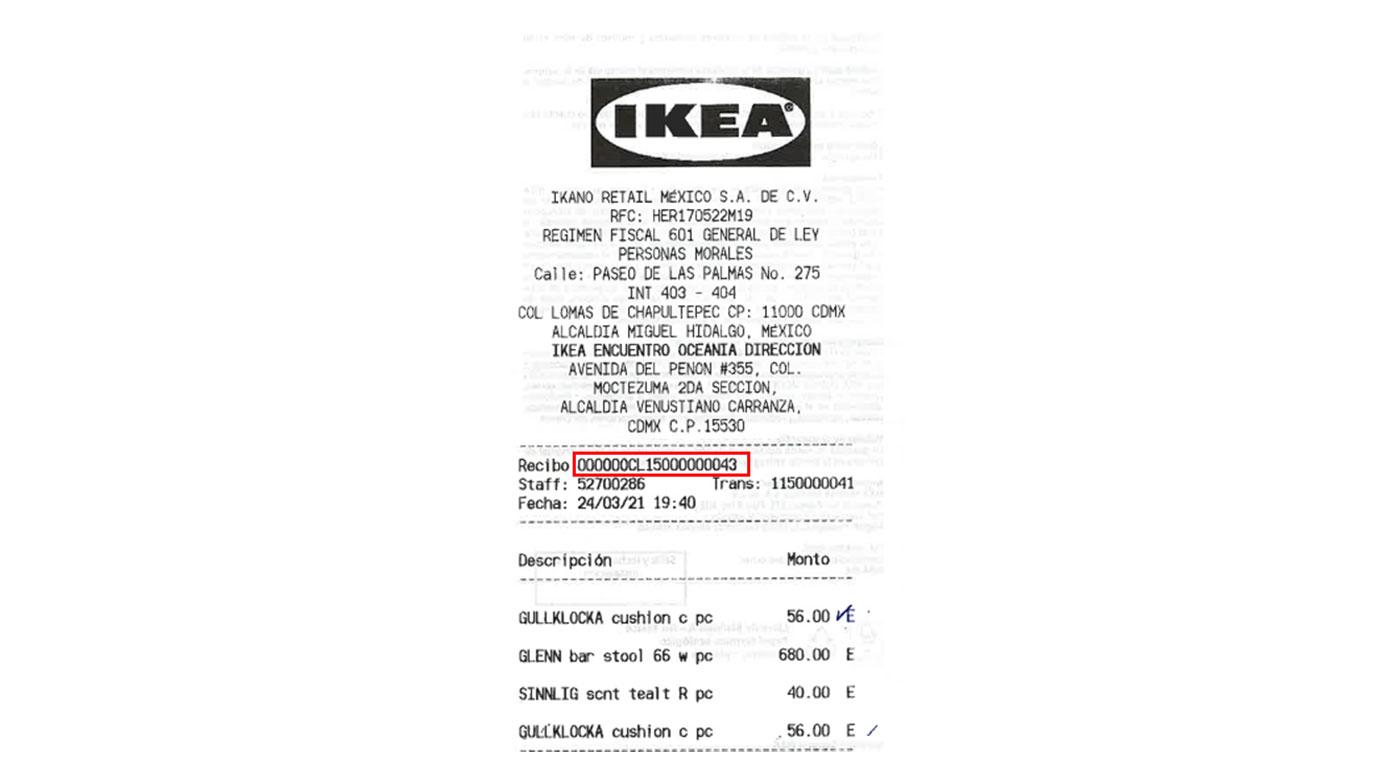 IKEA®
IKANO RETAIL MÉXICO S.A. DE C.V.
RFC: HER170522M19
REGIMEN FISCAL 601 GENERAL DE LEY
PERSONAS MORALES
Calle: PASEO DE LAS PALMAS No. 275
INT 403 - 404
COL LOMAS DE CHAPULTEPEC CP: 11000 CDMX
ALCALDIA MIGUEL HIDALGO, MÉXICO
IKEA ENCUENTRO OCEANIA DIRECCION
AVENIDA DEL PENON #355, COL.
MOCTEZUMA 2DA SECCION,
ALCALDIA VENUSTIANO CARRANZA,
CDMX C.P.15530
Recibo 000000CL15000000043
Staff: 52700286 Trans: 1150000041
Fecha: 24/03/21 19:40
Descripción Monto
GULLKLOCKA cushion c pc 56.00 E
GLENN bar stool 66 w pc 680.00 E
SINNLIG scnt tealt R pc 40.00 E
GULLKLOCKA cushion c pc 56.00 E